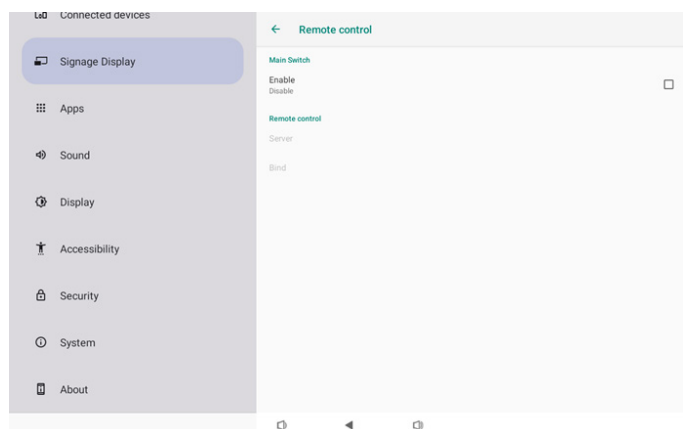 Connected devices
Signage Display
Apps
Sound
Display
Accessibility
Security
System
About
Remote control
Main Switch
Enable
Disable
Remote control
Server
Bind